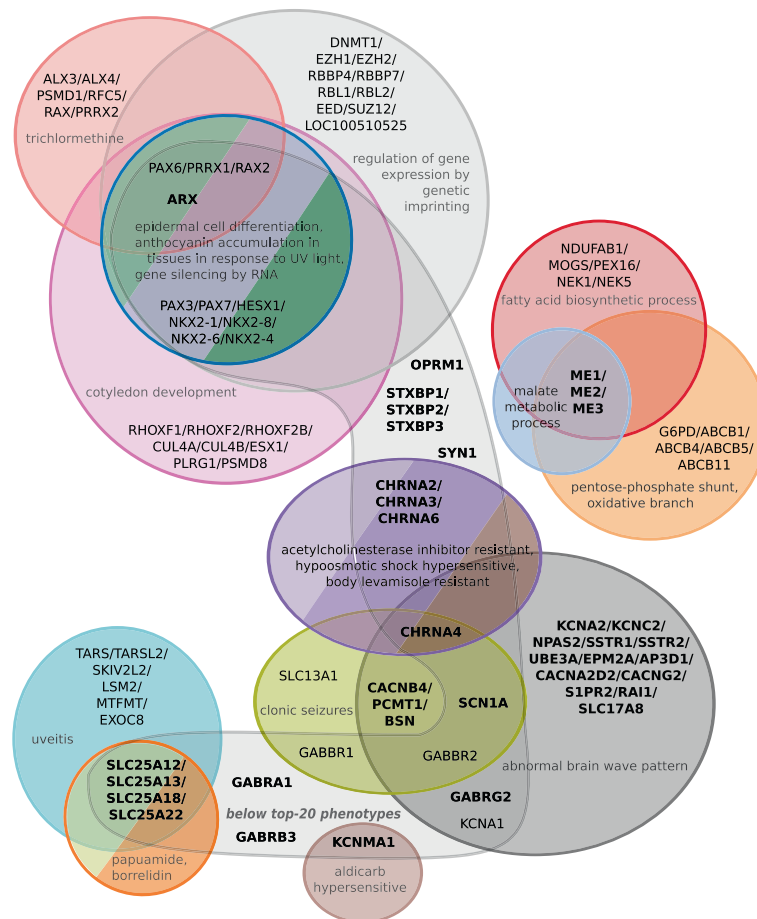 DNMT1/
EZH1/EZH2/
RBBP4/RBBP7/
RBL1/RBL2/
EED/SUZ12/
LOC100510525
ALX3/ALX4/
PSMD1/RFC5/
RAX/PRRX2
trichlormethine
regulation of gene
expression by
genetic
imprinting
PAX6/PRRX1/RAX2
ARX
epidermal cell differentiation,
anthocyanin accumulation in
tissues in response to UV light,
gene silencing by RNA
PAX3/PAX7/HESX1/
NKX2-1/NKX2-8/
NKX2-6/NKX2-4
cotyledon development
RHOXF1/RHOXF2/RHOXF2B/
CUL4A/CUL4B/ESX1/
PLRG1/PSMD8
NDUFAB1/
MOGS/PEX16/
NEK1/NEK5
fatty acid biosynthetic process
ME1/
ME2/
ME3
malate
metabolic
process
G6PD/ABCB1/
ABCB4/ABCB5/
ABCB11
pentose-phosphate shunt,
oxidative branch
OPRM1
STXBP1/
STXBP2/
STXBP3
SYN1
CHRNA2/
CHRNA3/
CHRNA6
acetylcholinesterase inhibitor resistant,
hypoosmotic shock hypersensitive,
body levamisole resistant
CHRNA4
KCNA2/KCNC2/
NPAS2/SSTR1/SSTR2/
UBE3A/EPM2A/AP3D1/
CACNA2D2/CACNG2/
S1PR2/RAI1/
SLC17A8
abnormal brain wave pattern
SLC13A1
clonic seizures
CACNB4/
PCMT1/
BSN
SCN1A
GABBR1
GABBR2
TARS/TARSL2/
SKIV2L2/
LSM2/
MTFMT/
EXOC8
uveitis
SLC25A12/
SLC25A13/
SLC25A18/
SLC25A22
papuamide,
borrelidin
GABRA1
GABRG2
below top-20 phenotypes
KCNA1
GABRB3
KCNMA1
aldicarb
hypersensitive